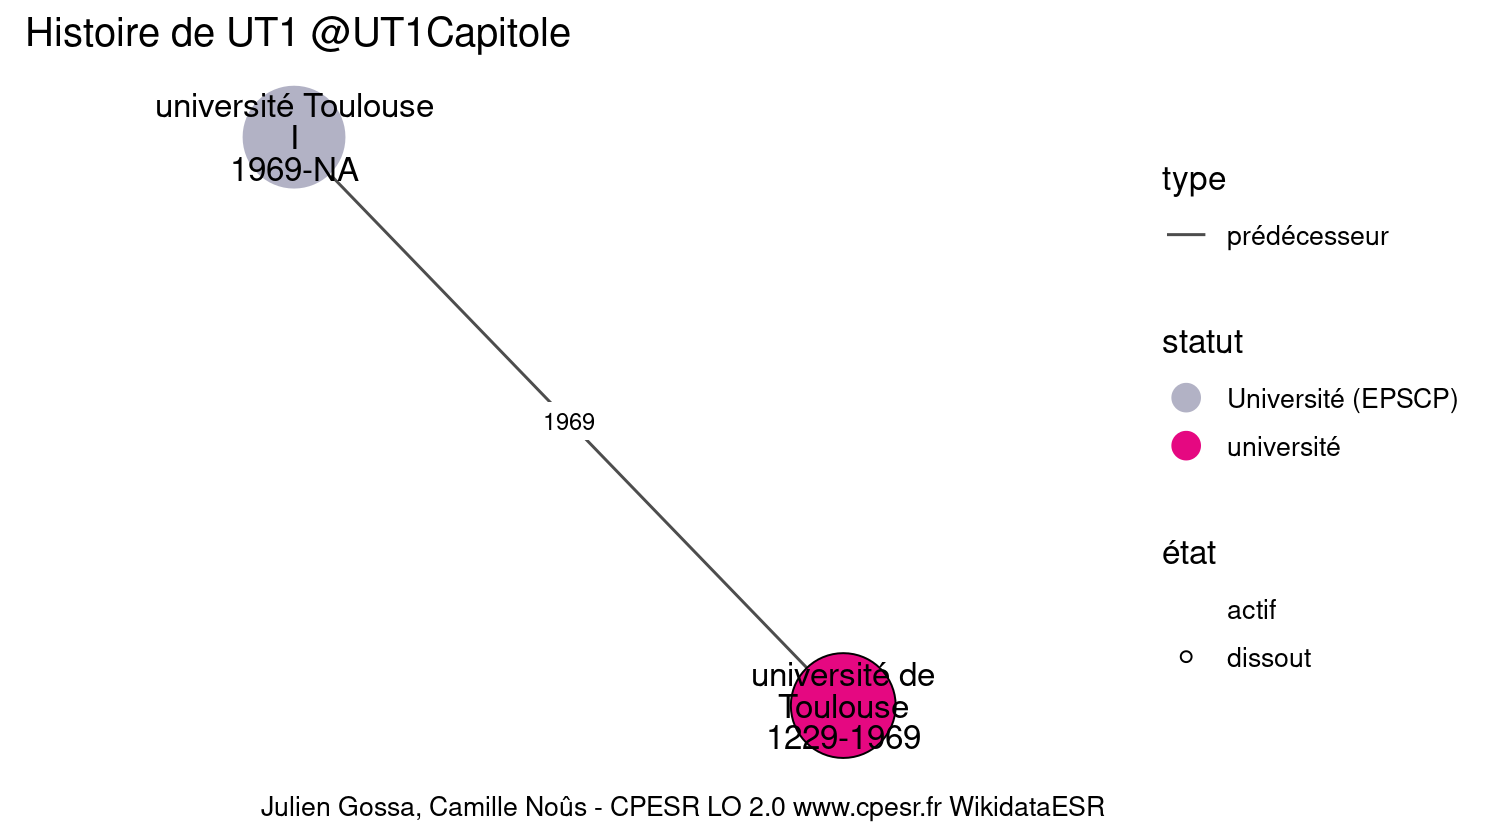 Histoire de UT1 @UT1Capitole
université Toulouse
I
1969-NA
1969
université de
Toulouse
1229-1969
type
prédécesseur
statut
Université (EPSCP)
université
état
actif
dissout
Julien Gossa, Camille Noûs - CPESR LO 2.0 www.cpesr.fr WikidataESR